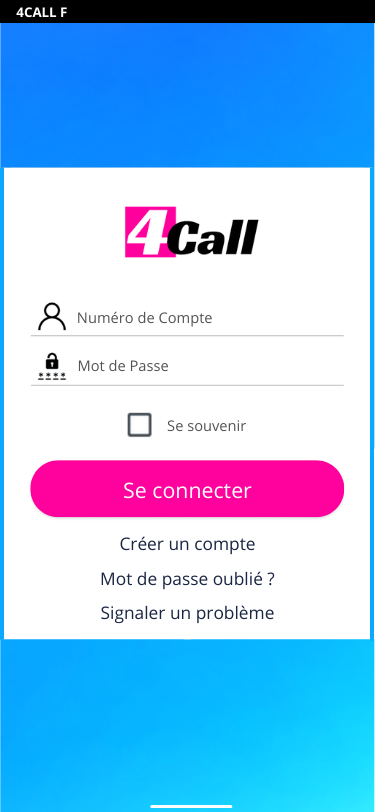 4CALL F
4Call
Numéro de Compte
Mot de Passe
Se souvenir
Se connecter
Créer un compte
Mot de passe oublié ?
Signaler un problème